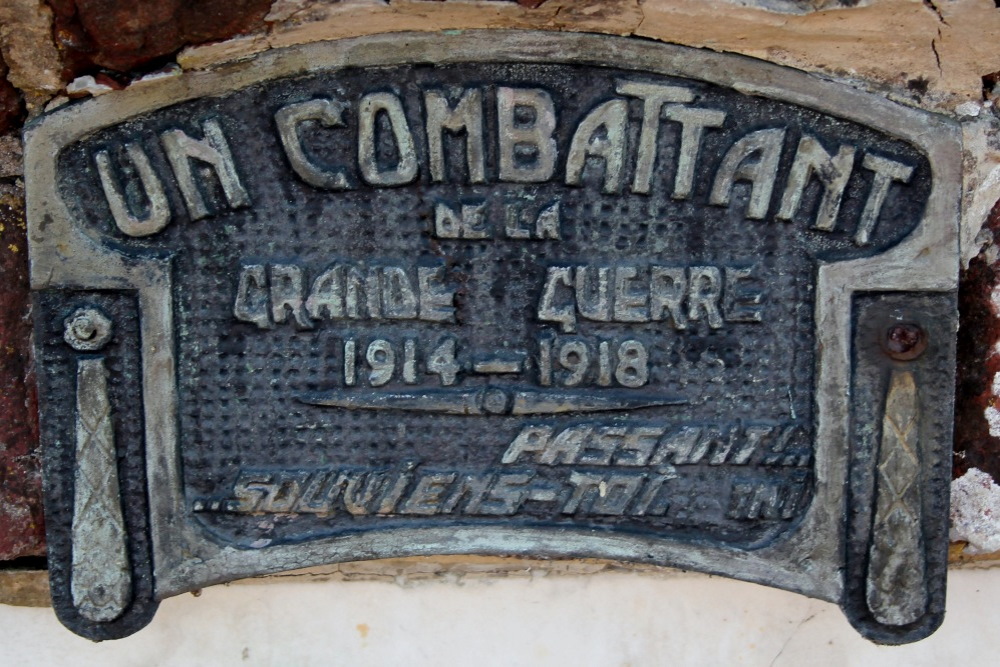 UN COMBATTANT
DE LA
GRANDE GUERRE
1914-1918
PASSANT!...
...SOUVIENS-TOI